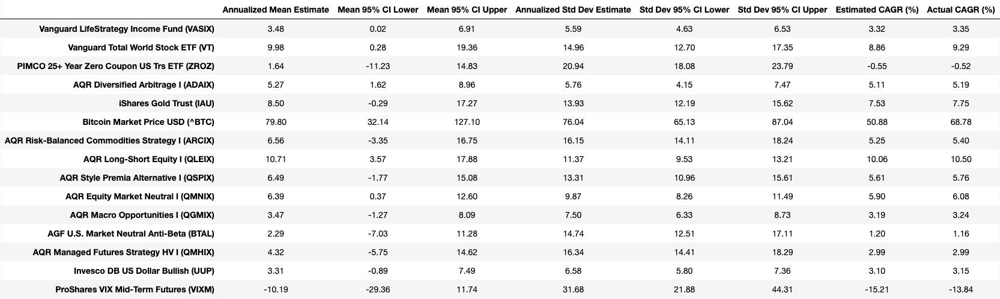 Annualized Mean Estimate Mean 95% CI Lower Mean 95% CI Upper Annualized Std Dev Estimate Std Dev 95% CI Lower Std Dev 95% CI Upper Estimated CAGR (%) Actual CAGR (%)
Vanguard LifeStrategy Income Fund (VASIX) 3.48 0.02 6.91 5.59 4.63 6.53 3.32 3.35
Vanguard Total World Stock ETF (VT) 9.98 0.28 19.36 14.96 12.70 17.35 8.86 9.29
PIMCO 25+ Year Zero Coupon US Trs ETF (ZROZ) 1.64 -11.23 14.83 20.94 18.08 23.79 -0.55 -0.52
AQR Diversified Arbitrage I (ADAIX) 5.27 1.62 8.96 5.76 4.15 7.47 5.11 5.19
iShares Gold Trust (IAU) 8.50 -0.29 17.27 13.93 12.19 15.62 7.53 7.75
Bitcoin Market Price USD (^BTC) 79.80 32.14 127.10 76.04 65.13 87.04 50.88 68.78
AQR Risk-Balanced Commodities Strategy I (ARCIX) 6.56 -3.35 16.75 16.15 14.11 18.24 5.25 5.40
AQR Long-Short Equity I (QLEIX) 10.71 3.57 17.88 11.37 9.53 13.21 10.06 10.50
AQR Style Premia Alternative I (QSPIX) 6.49 -1.77 15.08 13.31 10.96 15.61 5.61 5.76
AQR Equity Market Neutral I (QMNIX) 6.39 0.37 12.60 9.87 8.26 11.49 5.90 6.08
AQR Macro Opportunities I (QGMIX) 3.47 -1.27 8.09 7.50 6.33 8.73 3.19 3.24
AGF U.S. Market Neutral Anti-Beta (BTAL) 2.29 -7.03 11.28 14.74 12.51 17.11 1.20 1.16
AQR Managed Futures Strategy HV I (QMHIX) 4.32 -5.75 14.62 16.34 14.41 18.29 2.99 2.99
Invesco DB US Dollar Bullish (UUP) 3.31 -0.89 7.49 6.58 5.80 7.36 3.10 3.15
ProShares VIX Mid-Term Futures (VIXM) -10.19 -29.36 11.74 31.68 21.88 44.31 -15.21 -13.84